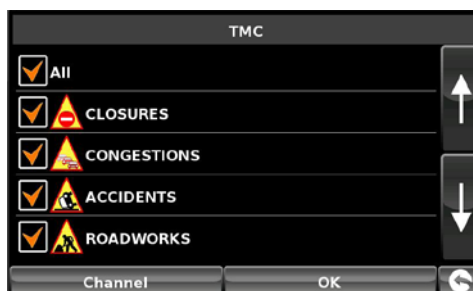 TMC
All
CLOSURES
CONGESTIONS
ACCIDENTS
ROADWORKS
Channel OK